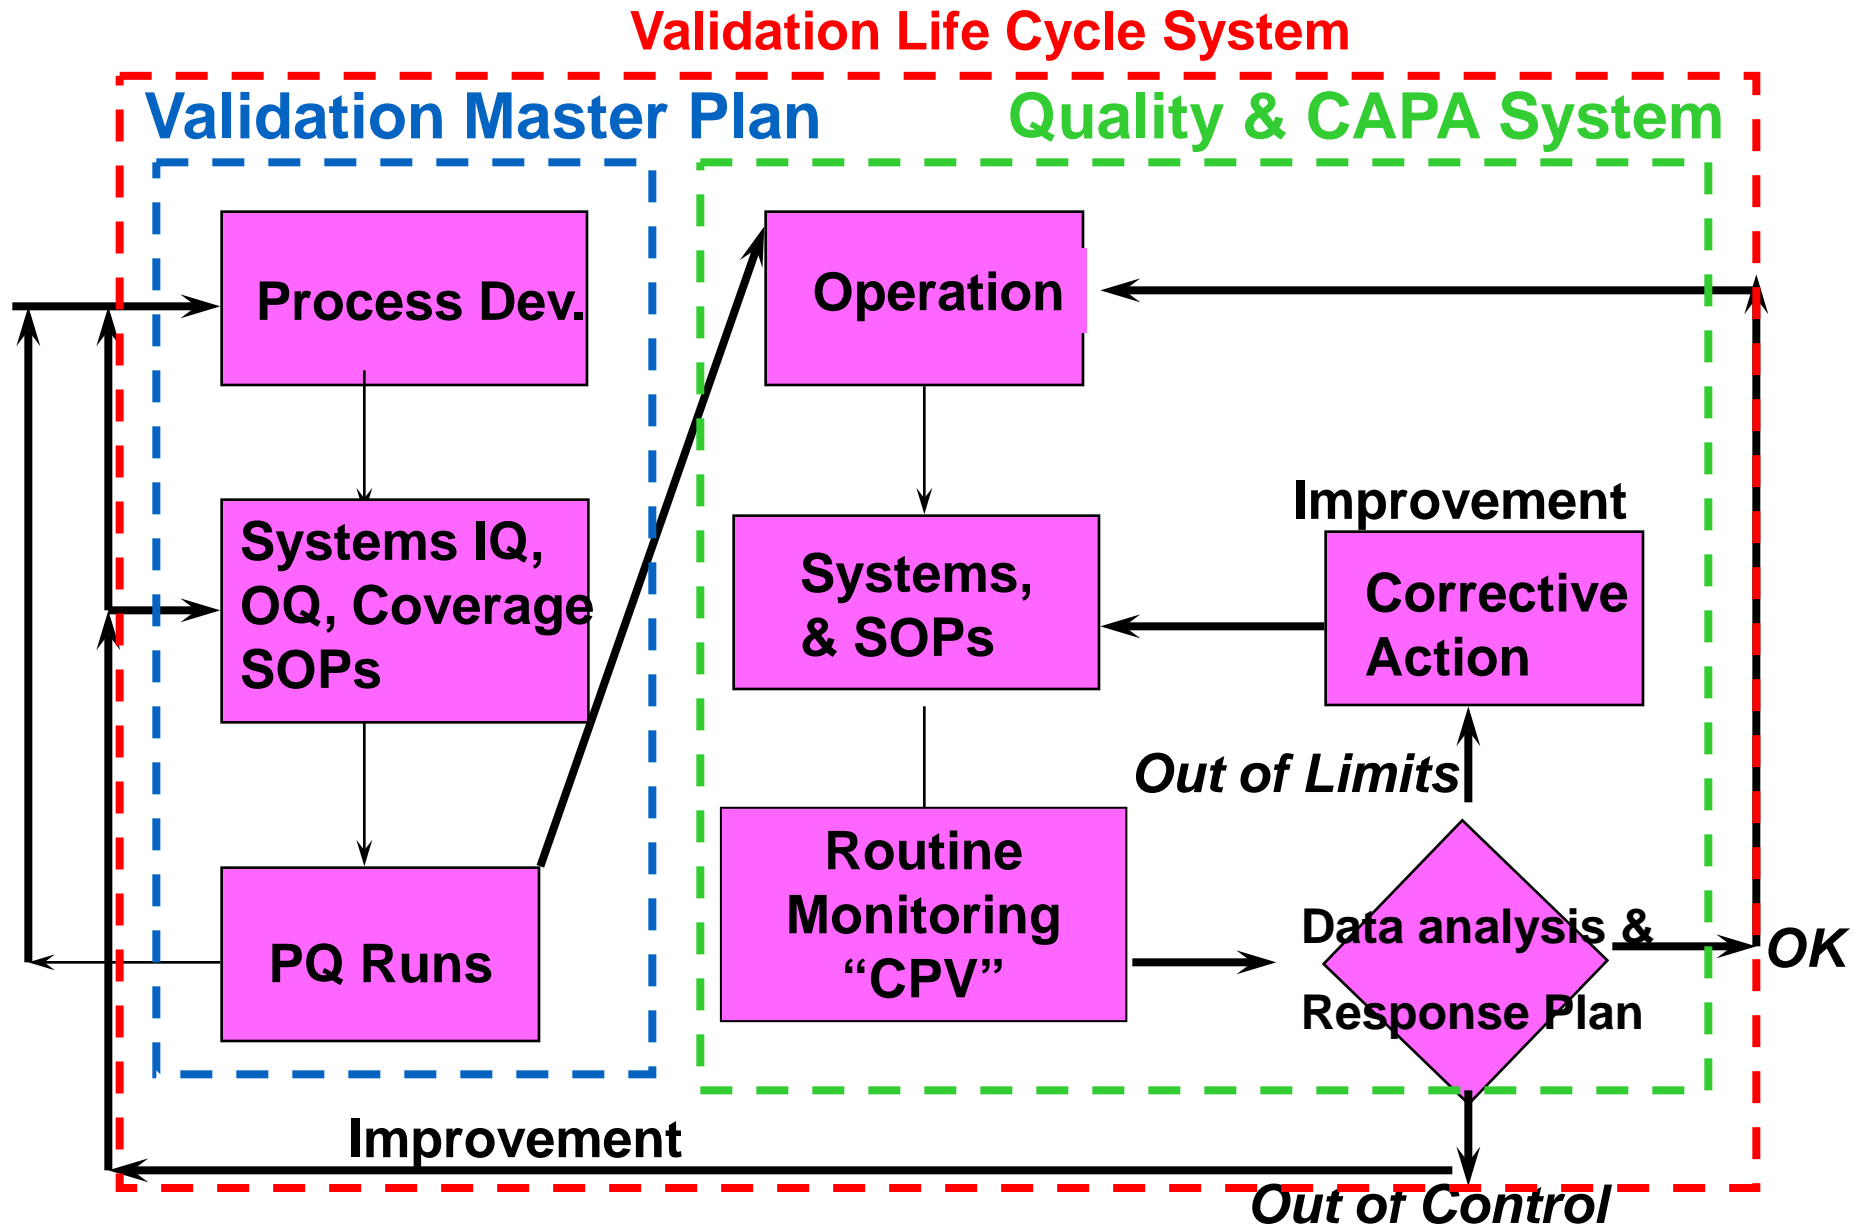 Validation Life Cycle System
Validation Master Plan
Quality & CAPA System
Process Dev.
Systems IQ,
OQ, Coverage
SOPs
PQ Runs
Operation
Systems,
& SOPs
Routine
Monitoring
“CPV”
Improvement
Corrective
Action
Out of Limits
Data analysis &
Response Plan
OK
Improvement
Out of Control